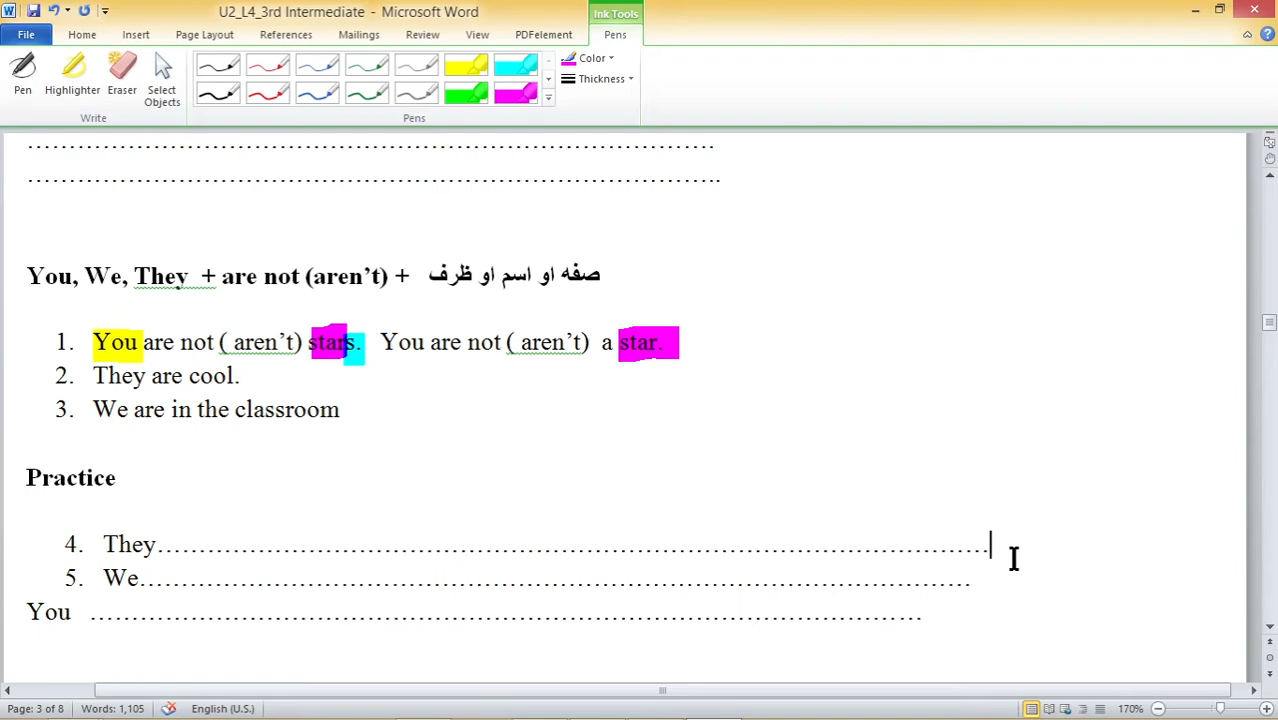 U2_L4_3rd Intermediate - Microsoft Word
Ink Tools
File Home Insert Page Layout References Mailings Review View PDFelement Pens
Pen Highlighter Eraser Select Objects
Color
Thickness
Write Pens
……………………………………………………………………….
………………………………………………………………………..
You, We, They + are not (aren’t) + صفه او اسم او ظرف
1. You are not ( aren’t) stars. You are not ( aren’t) a star.
2. They are cool.
3. We are in the classroom
Practice
4. They……………………………………………………………………………………….
5. We………………………………………………………………………………………
You ………………………………………………………………………………………
Page: 3 of 8 Words: 1,105 English (U.S.) 170%